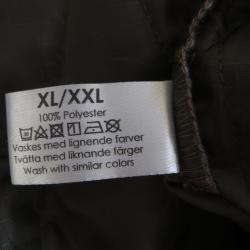 XL/XXL
100% Polyester
Vaskes med lignende farver
Tvätta med liknande färger
Wash with similar colors